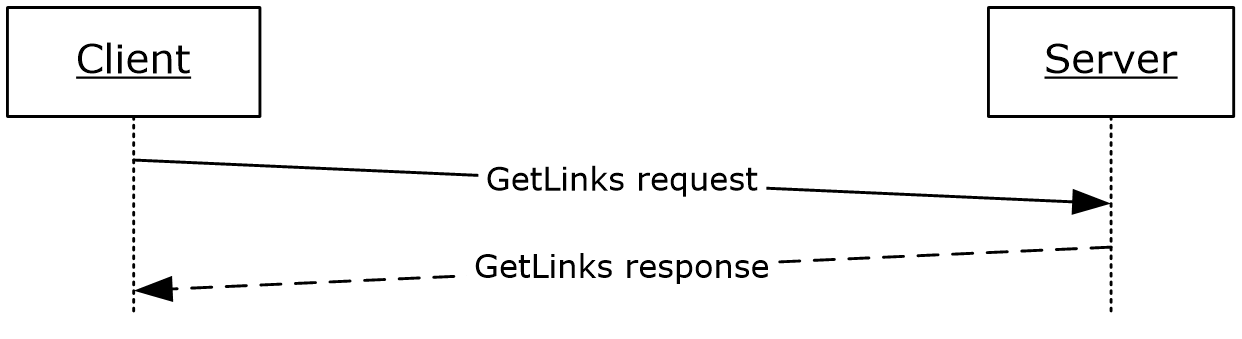 Client
Server
GetLinks request
GetLinks response